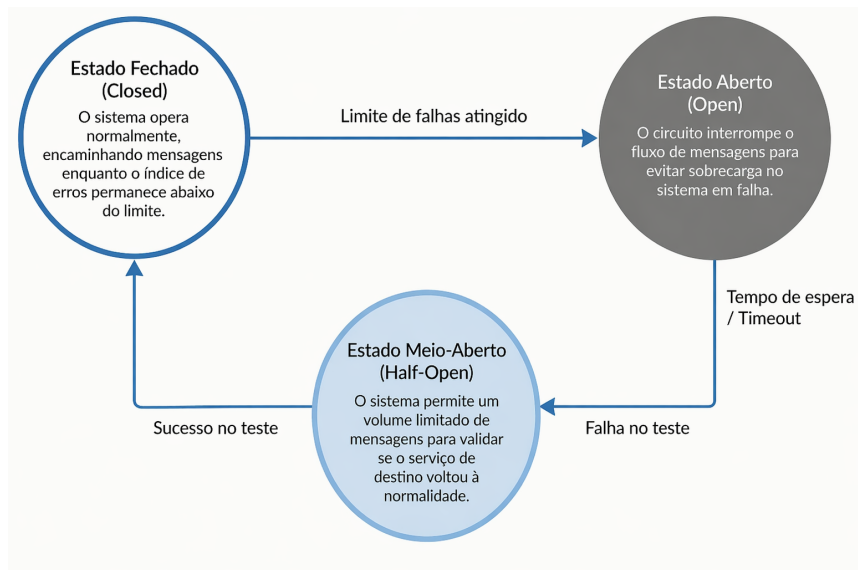 Estado Fechado
(Closed)
O sistema opera
normalmente,
encaminhando mensagens
enquanto o índice de
erros permanece abaixo
do limite.
Limite de falhas atingido
Estado Aberto
(Open)
O circuito interrompe o
fluxo de mensagens para
evitar sobrecarga no
sistema em falha.
Tempo de espera
/ Timeout
Estado Meio-Aberto
(Half-Open)
O sistema permite um
volume limitado de
mensagens para validar
se o serviço de
destino voltou à
normalidade.
Sucesso no teste
Falha no teste